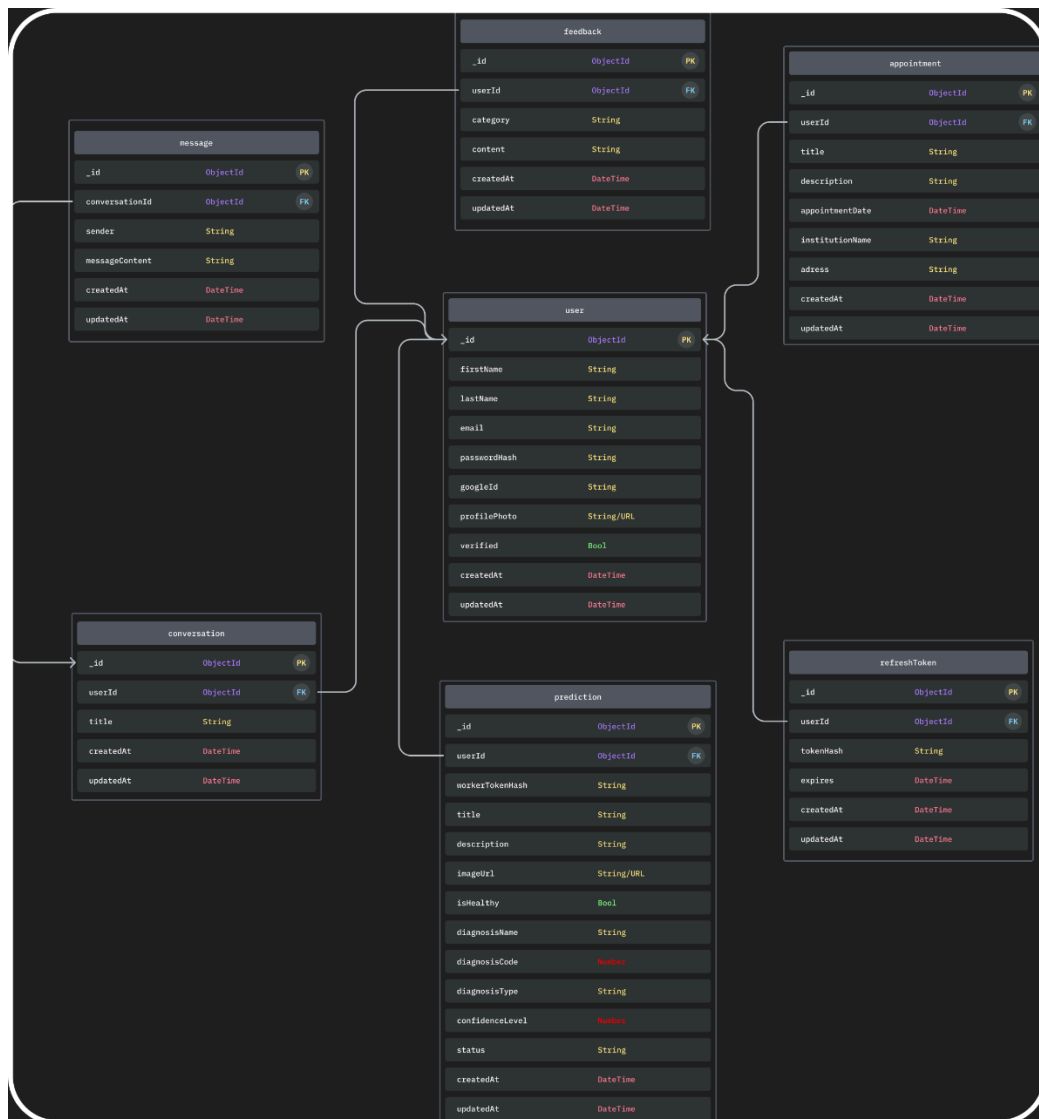 feedback
_id ObjectId PK
userId ObjectId FK
category String
content String
createdAt DateTime
updatedAt DateTime
appointment
_id ObjectId PK
userId ObjectId FK
title String
description String
appointmentDate DateTime
institutionName String
adress String
createdAt DateTime
updatedAt DateTime
message
_id ObjectId PK
conversationId ObjectId FK
sender String
messageContent String
createdAt DateTime
updatedAt DateTime
user
_id ObjectId PK
firstName String
lastName String
email String
passwordHash String
googleId String
profilePhoto String/URL
verified Bool
createdAt DateTime
updatedAt DateTime
conversation
_id ObjectId PK
userId ObjectId FK
title String
createdAt DateTime
updatedAt DateTime
refreshToken
_id ObjectId PK
userId ObjectId FK
tokenHash String
expires DateTime
createdAt DateTime
updatedAt DateTime
prediction
_id ObjectId PK
userId ObjectId FK
workerTokenHash String
title String
description String
imageUrl String/URL
isHealthy Bool
diagnosisName String
diagnosisCode Number
diagnosisType String
confidenceLevel Number
status String
createdAt DateTime
updatedAt DateTime